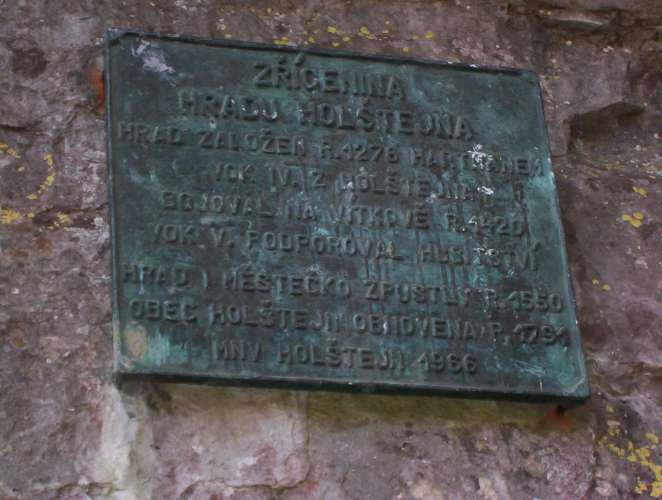 ZŘÍCENINA
HRADU HOLŠTEJNA
HRAD ZALOŽEN R.1278 HARTMANEM
VOK IV. Z HOLŠTEJNA
BOJOVAL NA VÍTKOVĚ R.1420
VOK V. PODPOROVAL HUSITSTVÍ
HRAD I MĚSTEČKO ZPUSTLY R.1550
OBEC HOLŠTEJN OBNOVENA R.1791
MNV HOLŠTEJN 1966